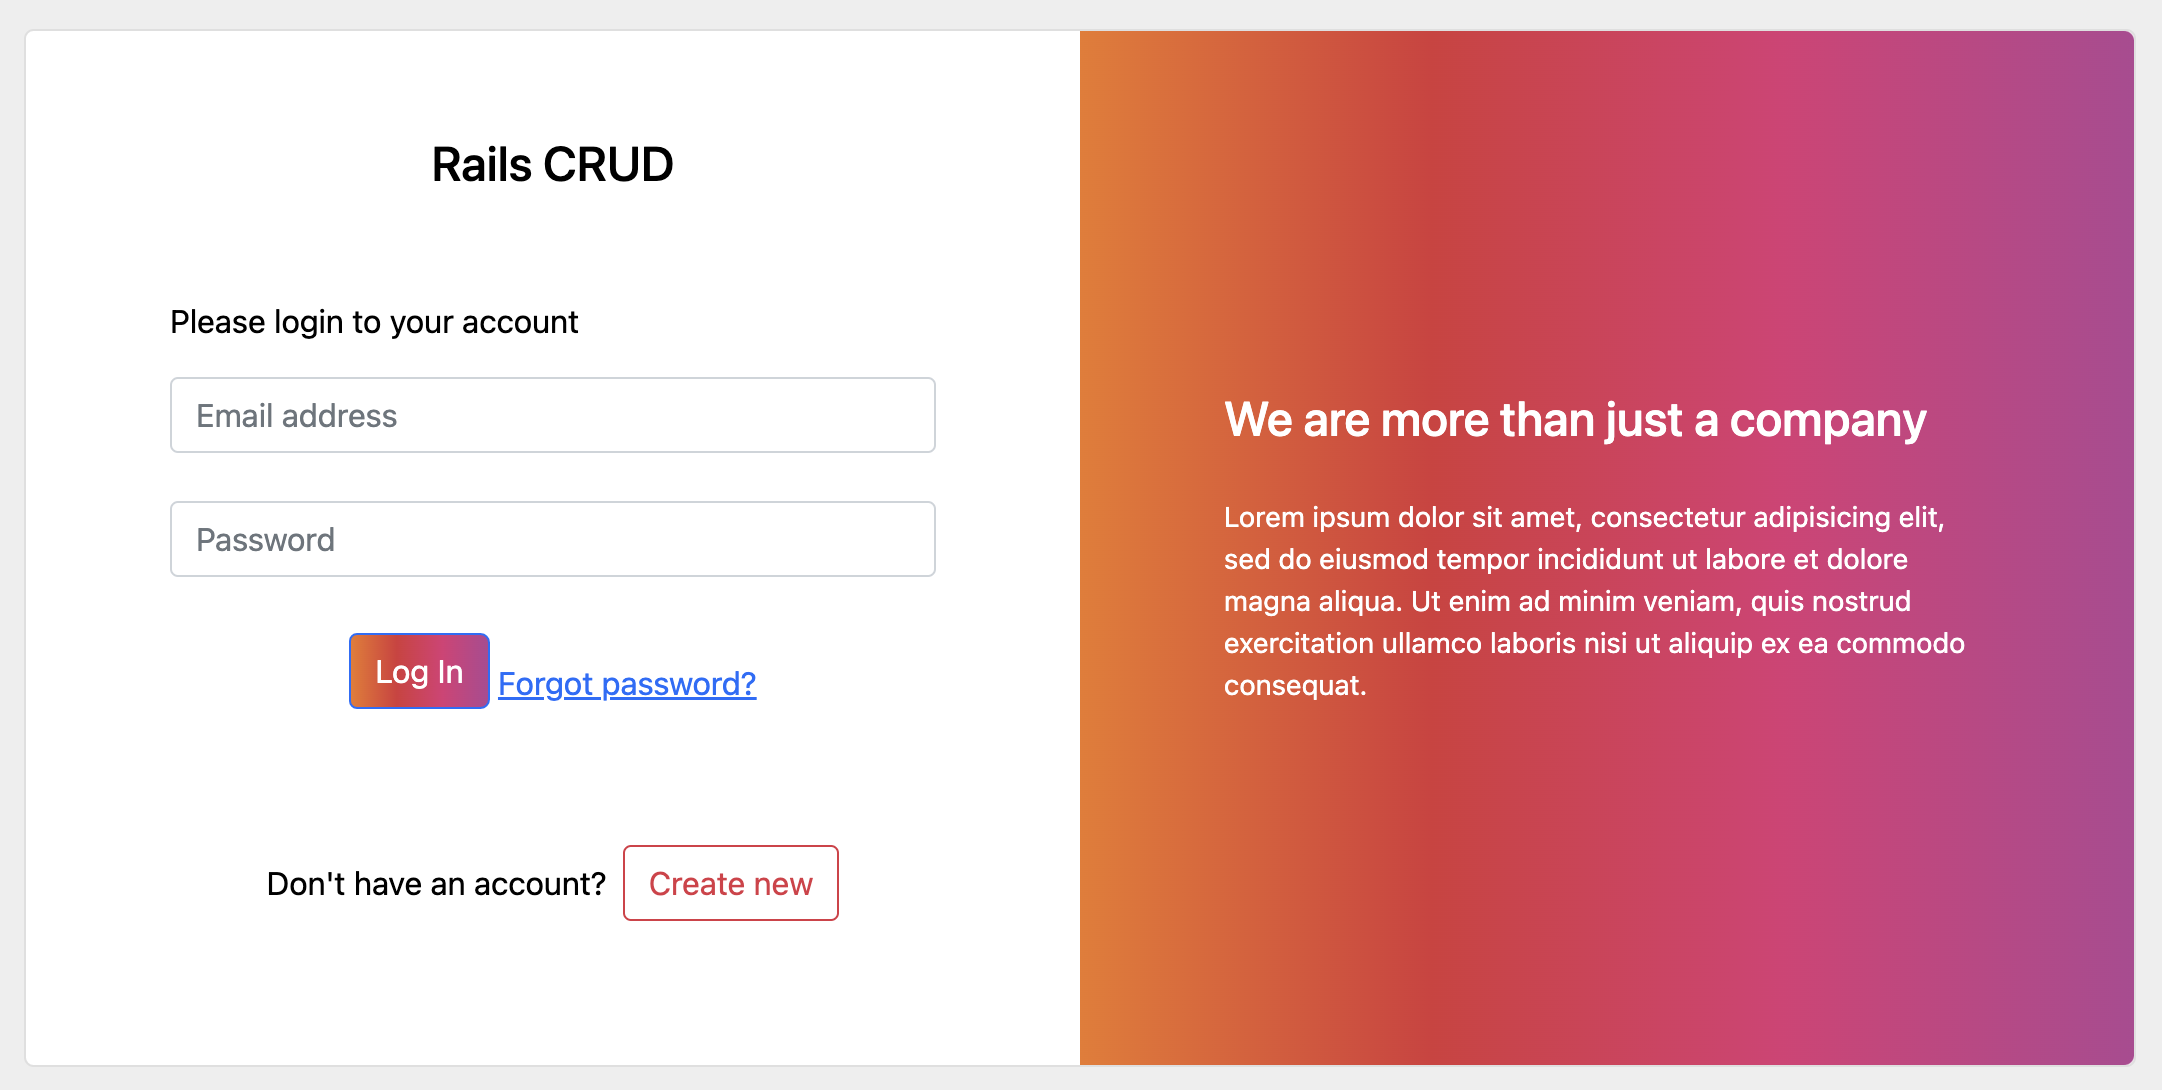 Rails CRUD
Please login to your account
Email address
Password
Log In
Forgot password?
Don't have an account?
Create new
We are more than just a company
Lorem ipsum dolor sit amet, consectetur adipisicing elit,
sed do eiusmod tempor incididunt ut labore et dolore
magna aliqua. Ut enim ad minim veniam, quis nostrud
exercitation ullamco laboris nisi ut aliquip ex ea commodo
consequat.